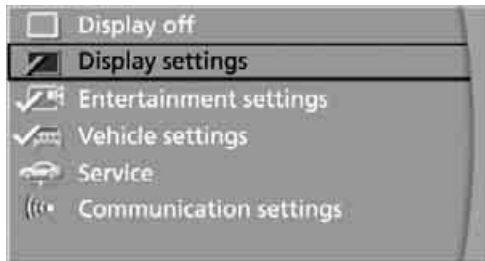 Display off
Display settings
Entertainment settings
Vehicle settings
Service
Communication settings